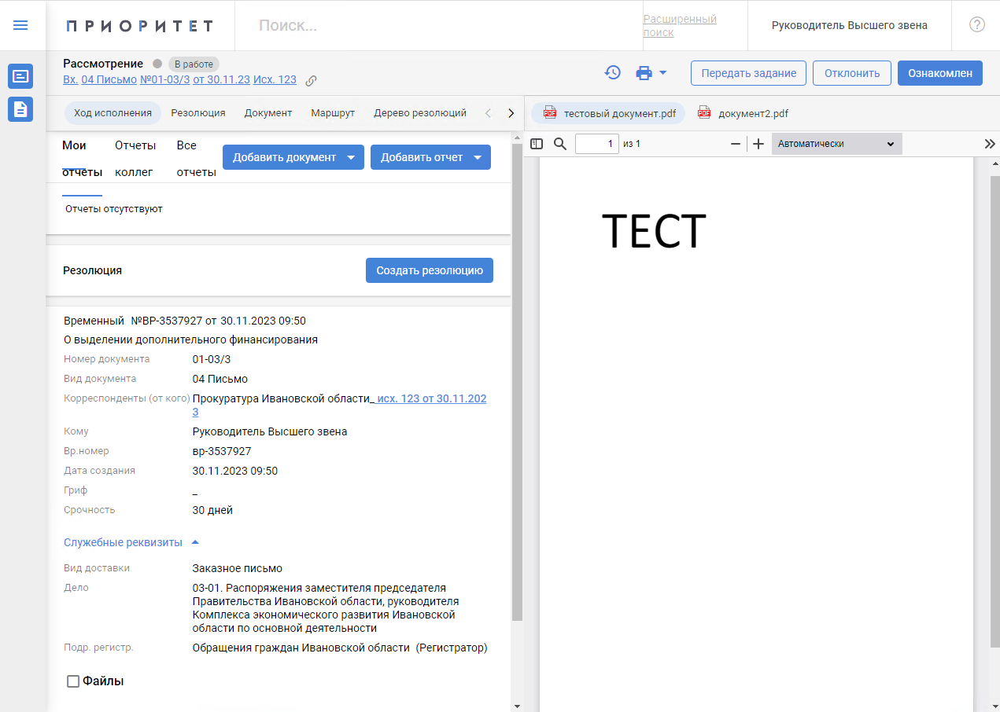 ПРИОРИТЕТ
Поиск...
Расширенный
поиск
Руководитель Высшего звена
?
Рассмотрение В работе
Вх. 04 Письмо №01-03/3 от 30.11.23 Исх. 123
Передать задание
Отклонить
Ознакомлен
Ход исполнения
Резолюция
Документ
Маршрут
Дерево резолюций
PDF тестовый документ.pdf
PDF документ2.pdf
1 из 1
Автоматически
Мои
отчеты
Отчеты
коллег
Все
отчеты
Добавить документ
Добавить отчет
Отчеты отсутствуют
Резолюция
Создать резолюцию
Временный №ВР-3537927 от 30.11.2023 09:50
О выделении дополнительного финансирования
Номер документа 01-03/3
Вид документа 04 Письмо
Корреспонденты (от кого) Прокуратура Ивановской области_ исх. 123 от 30.11.202
3
Кому Руководитель Высшего звена
Вр.номер вр-3537927
Дата создания 30.11.2023 09:50
Гриф _
Срочность 30 дней
Служебные реквизиты
Вид доставки Заказное письмо
Дело 03-01. Распоряжения заместителя председателя
Правительства Ивановской области, руководителя
Комплекса экономического развития Ивановской
области по основной деятельности
Подр. регистр. Обращения граждан Ивановской области (Регистратор)
Файлы
ТЕСТ